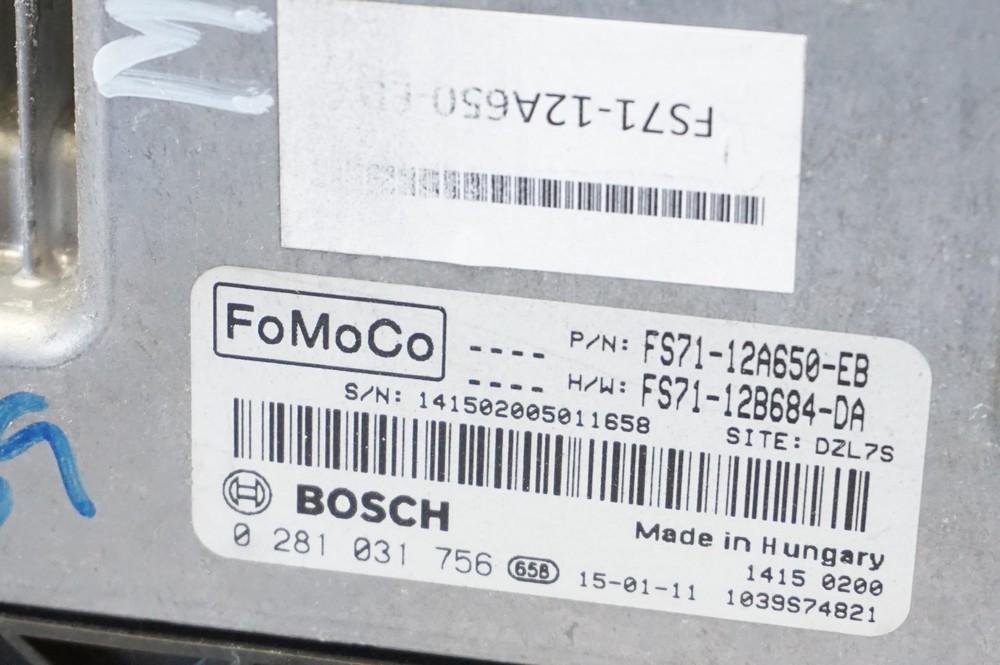 FS71-12A650-EB
FoMoCo
---- P/N: FS71-12A650-EB
---- H/W: FS71-12B684-DA
S/N: 141502005011658
SITE: DZL7S
BOSCH
Made in Hungary
0 281 031 756 658 15-01-11
1415 0200
1039S74821